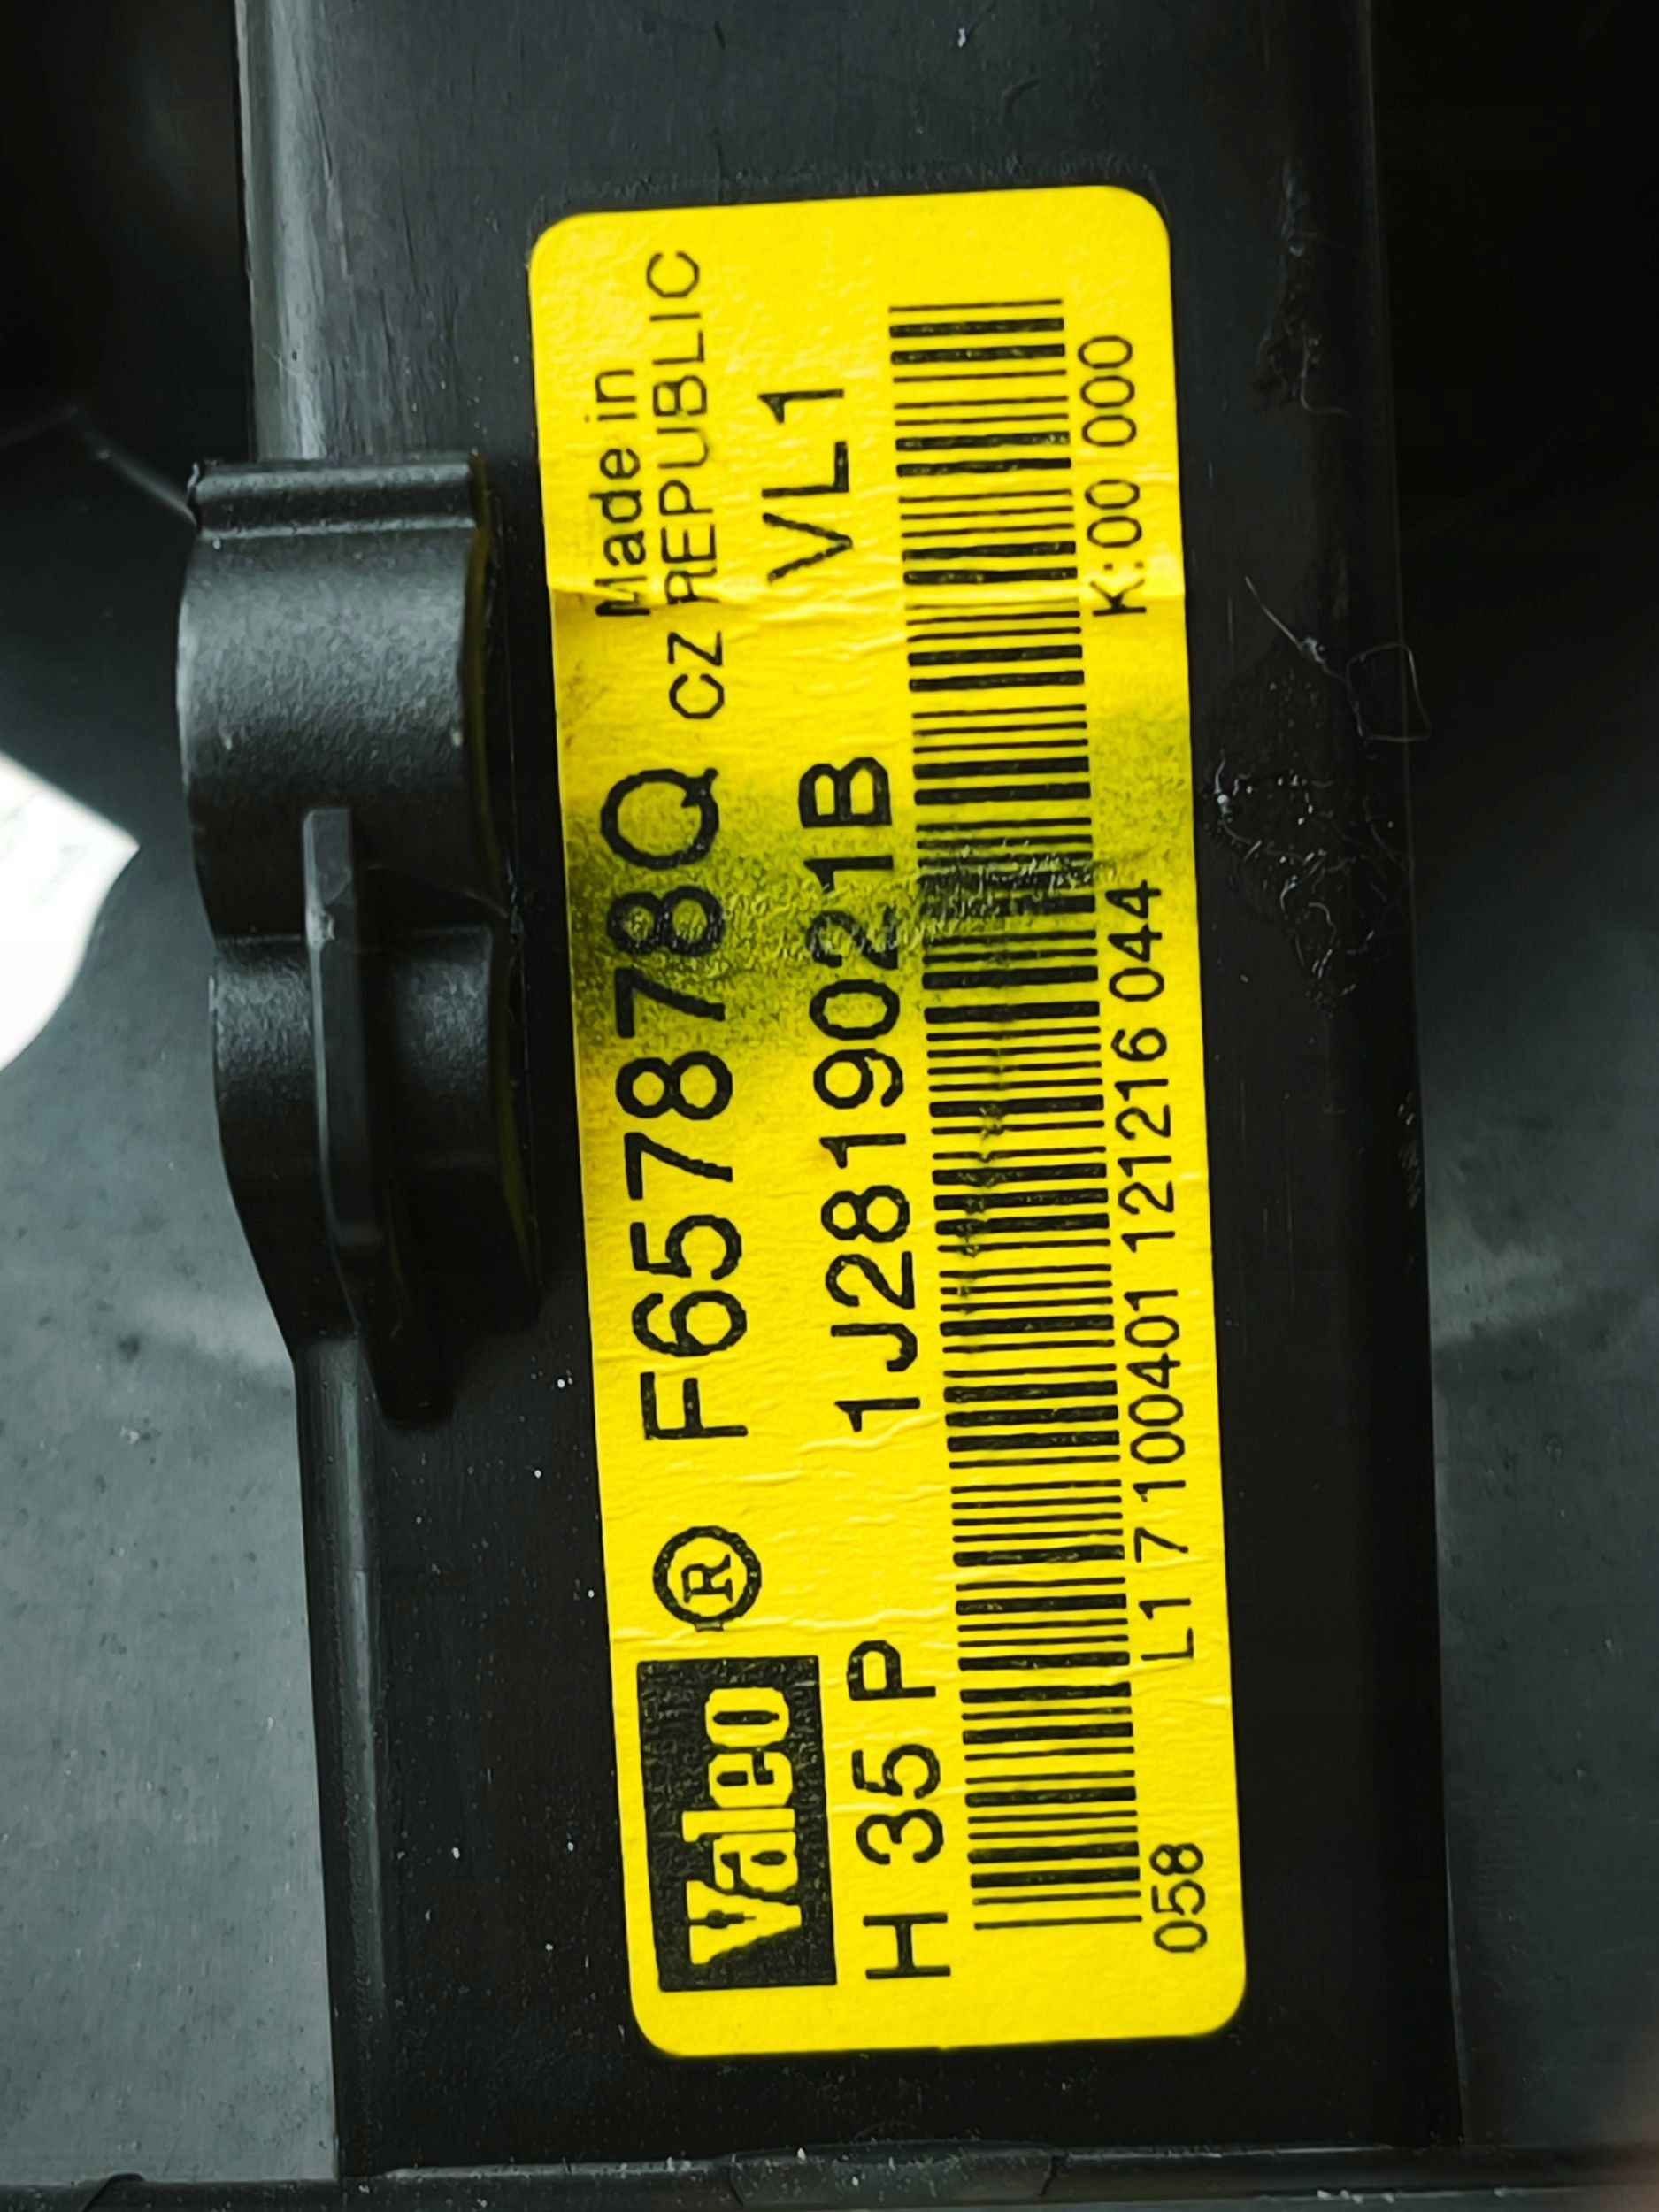 Valeo ® F657878Q CZ Made in REPUBLIC
H 35 P 1J2819021B VL1
058 L1 7 100401 121216 044 K:00 000